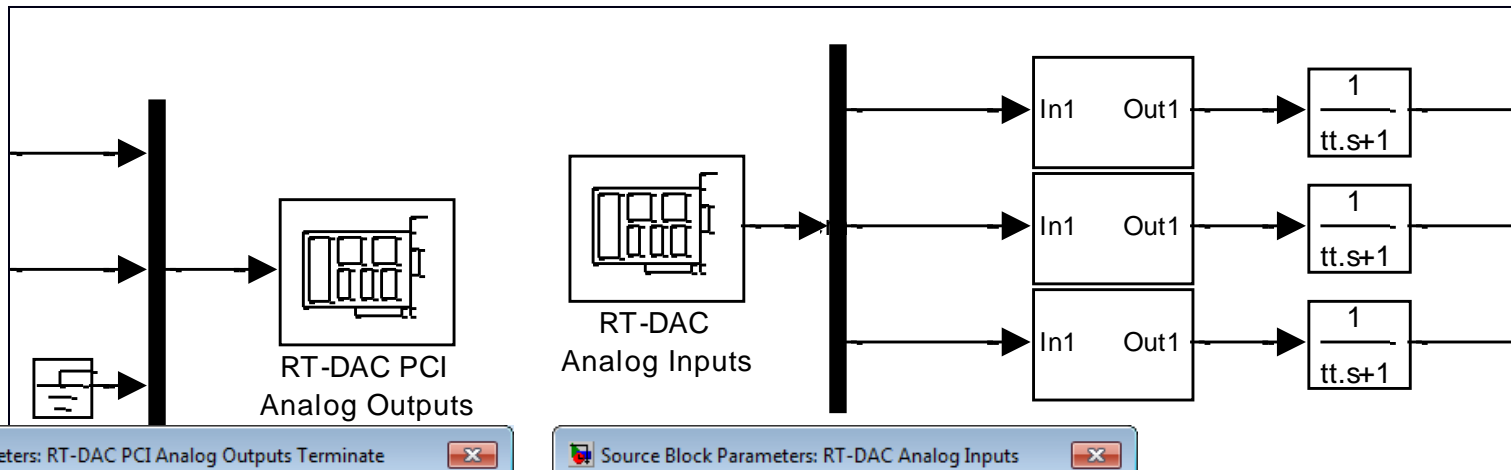 RT-DAC PCI
Analog Outputs
RT-DAC
Analog Inputs
In1 Out1
1
tt.s+1
In1 Out1
1
tt.s+1
In1 Out1
1
tt.s+1
eters: RT-DAC PCI Analog Outputs Terminate
Source Block Parameters: RT-DAC Analog Inputs